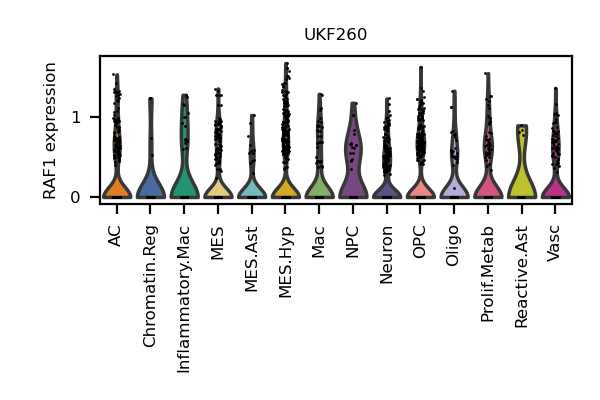 UKF260
RAF1 expression
1
0
AC
Chromatin.Reg
Inflammatory.Mac
MES
MES.Ast
MES.Hyp
Mac
NPC
Neuron
OPC
Oligo
Prolif.Metab
Reactive.Ast
Vasc